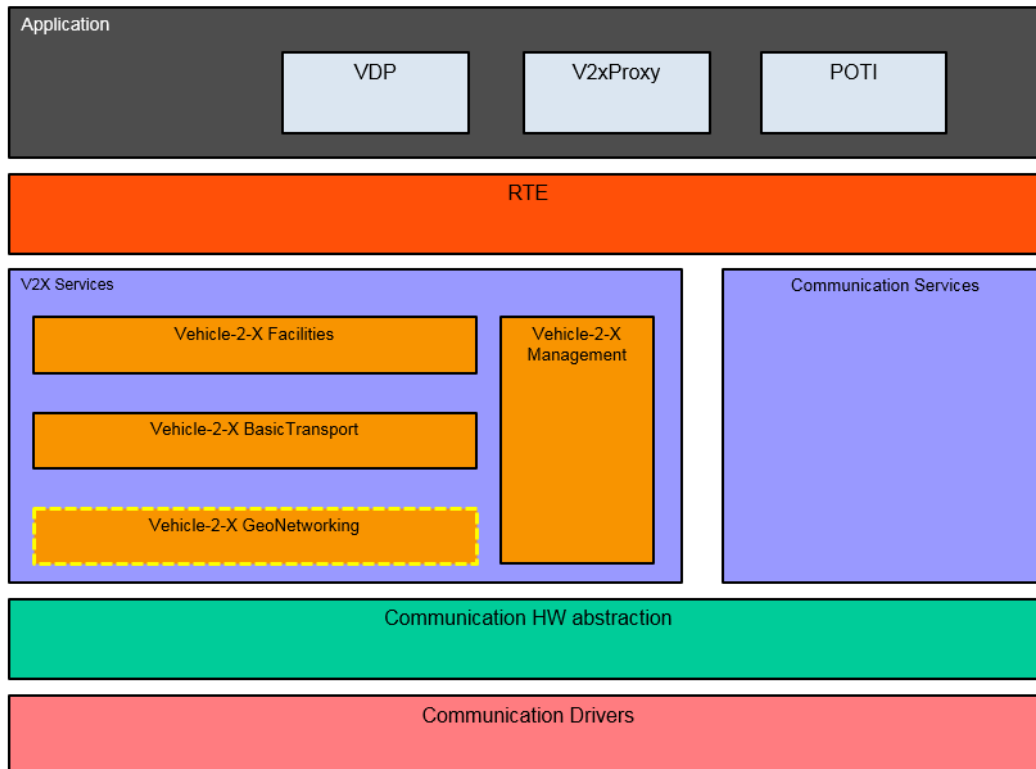 Application
VDP
V2xProxy
POTI
RTE
V2X Services
Vehicle-2-X Facilities
Vehicle-2-X
Management
Vehicle-2-X BasicTransport
Vehicle-2-X GeoNetworking
Communication Services
Communication HW abstraction
Communication Drivers